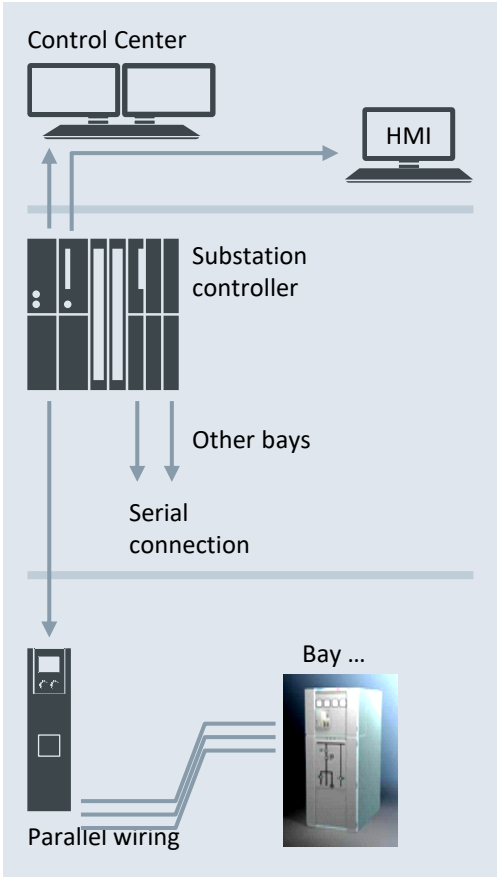 Control Center
HMI
Substation
controller
Other bays
Serial
connection
Bay ...
Parallel wiring